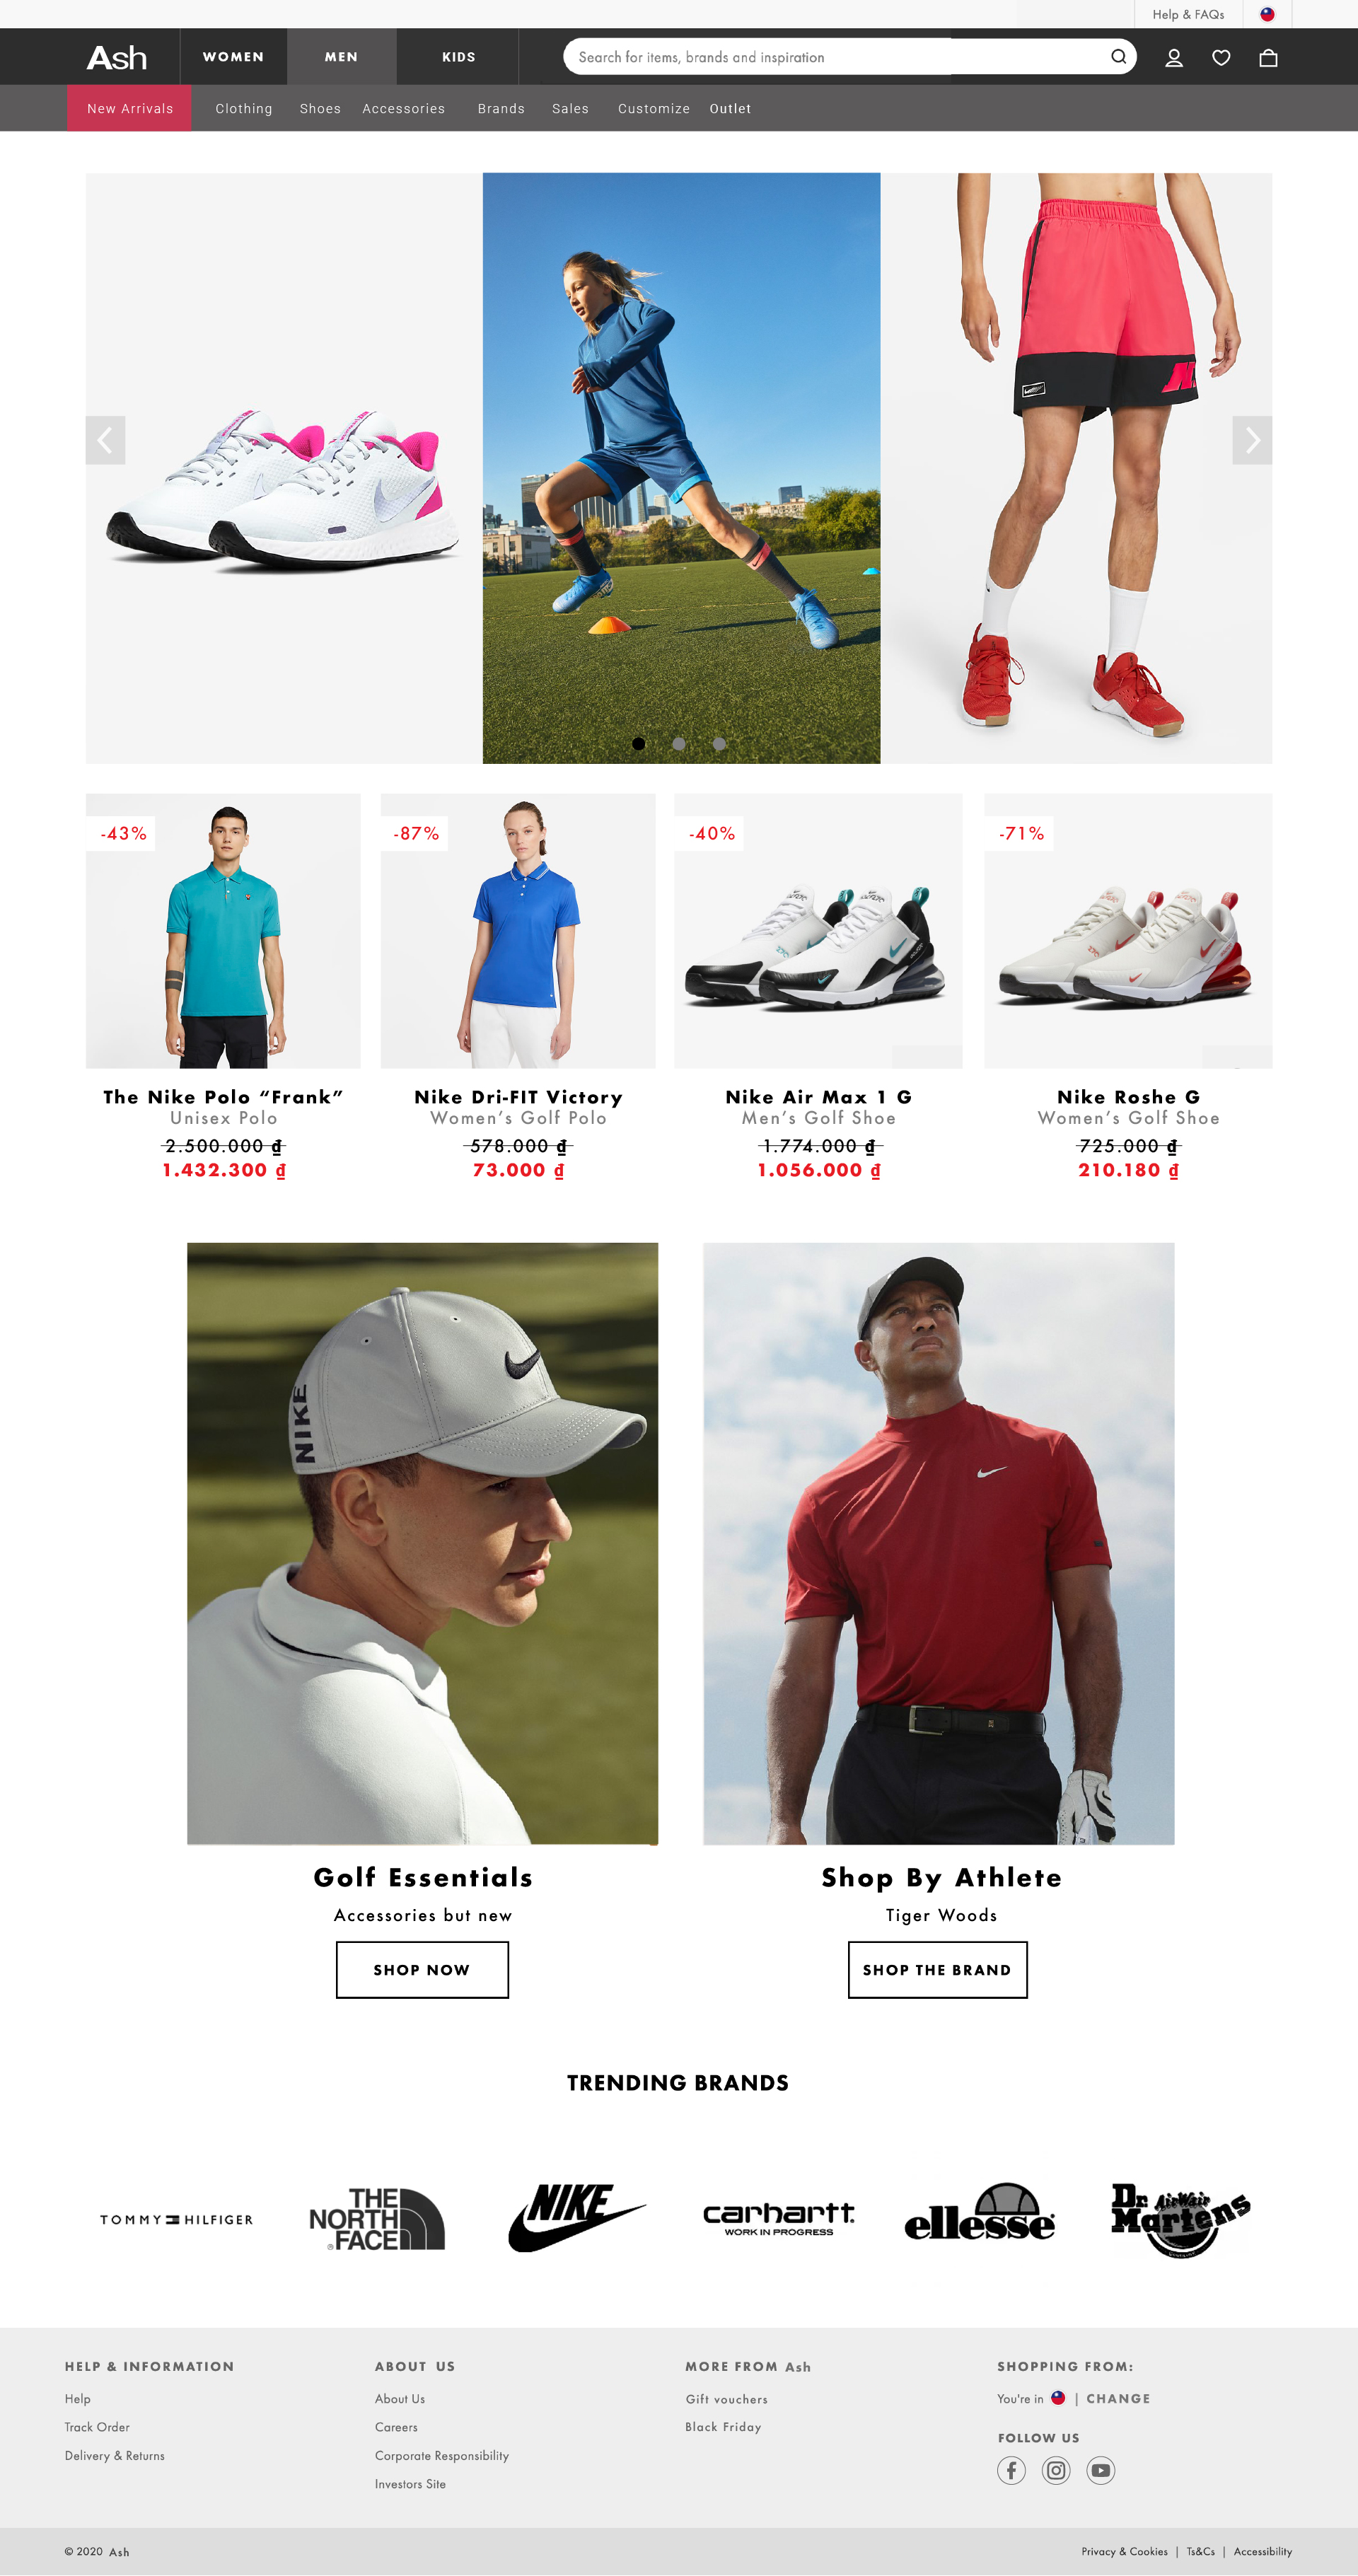 Help & FAQs
Ash
WOMEN
MEN
KIDS
Search for items, brands and inspiration
New Arrivals
Clothing
Shoes
Accessories
Brands
Sales
Customize
Outlet
-43%
-87%
-40%
-71%
The Nike Polo “Frank”
Unisex Polo
2.500.000 ₫
1.432.300 ₫
Nike Dri-FIT Victory
Women’s Golf Polo
578.000 ₫
73.000 ₫
Nike Air Max 1 G
Men’s Golf Shoe
1.774.000 ₫
1.056.000 ₫
Nike Roshe G
Women’s Golf Shoe
725.000 ₫
210.180 ₫
NIKE
Golf Essentials
Accessories but new
SHOP NOW
Shop By Athlete
Tiger Woods
SHOP THE BRAND
TRENDING BRANDS
TOMMY HILFIGER
THE
NORTH
FACE
NIKE
carhartt
WORK IN PROGRESS
ellesse
Dr.
AirWair
Martens
HELP & INFORMATION
Help
Track Order
Delivery & Returns
ABOUT US
About Us
Careers
Corporate Responsibility
Investors Site
MORE FROM Ash
Gift vouchers
Black Friday
SHOPPING FROM:
You're in | CHANGE
FOLLOW US
© 2020 Ash
Privacy & Cookies | Ts&Cs | Accessibility